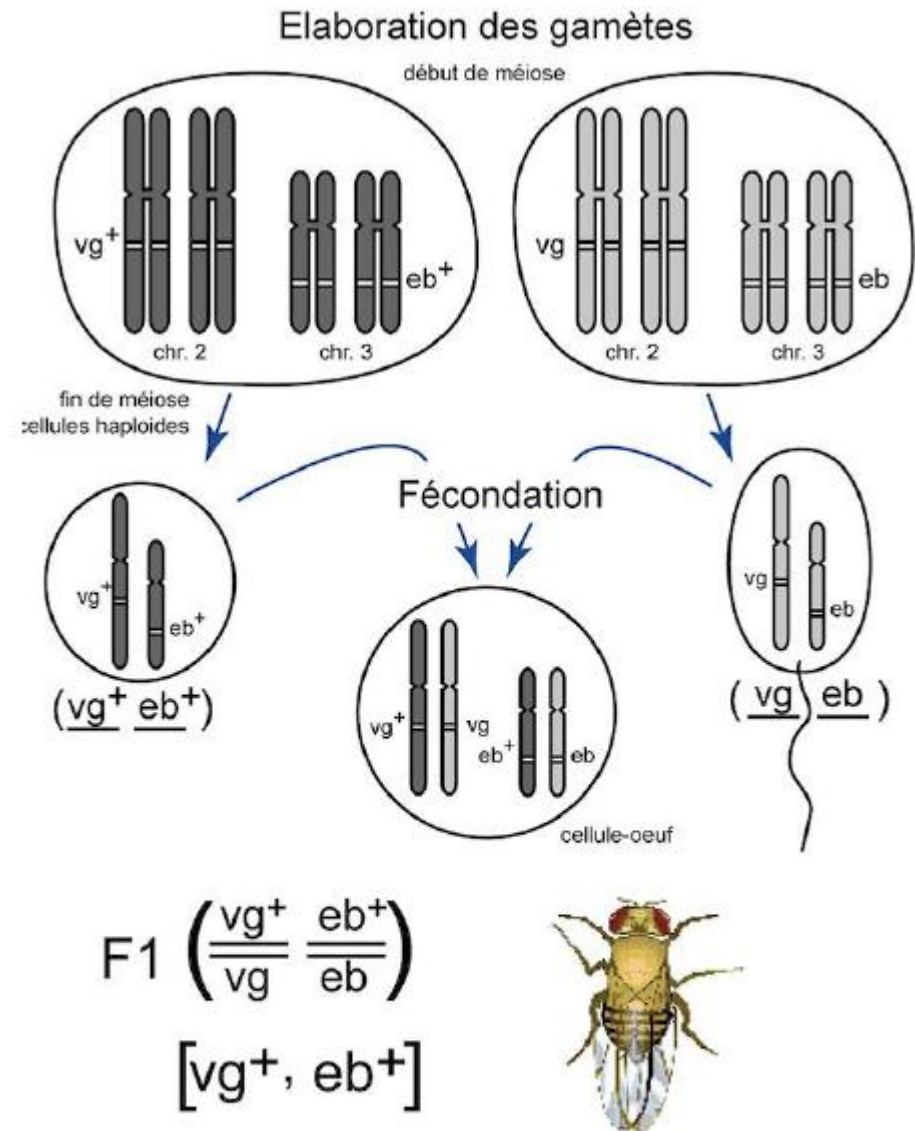 Elaboration des gamètes
début de méiose
vg+
eb+
chr. 2
chr. 3
vg
eb
chr. 2
chr. 3
fin de méiose
cellules haploides
Fécondation
vg+
eb+
(vg+ eb+)
vg
eb
(vg eb)
vg+
vg
eb+
eb
cellule-oeuf
F1 (vg+ eb+
vg eb)
[vg+, eb+]